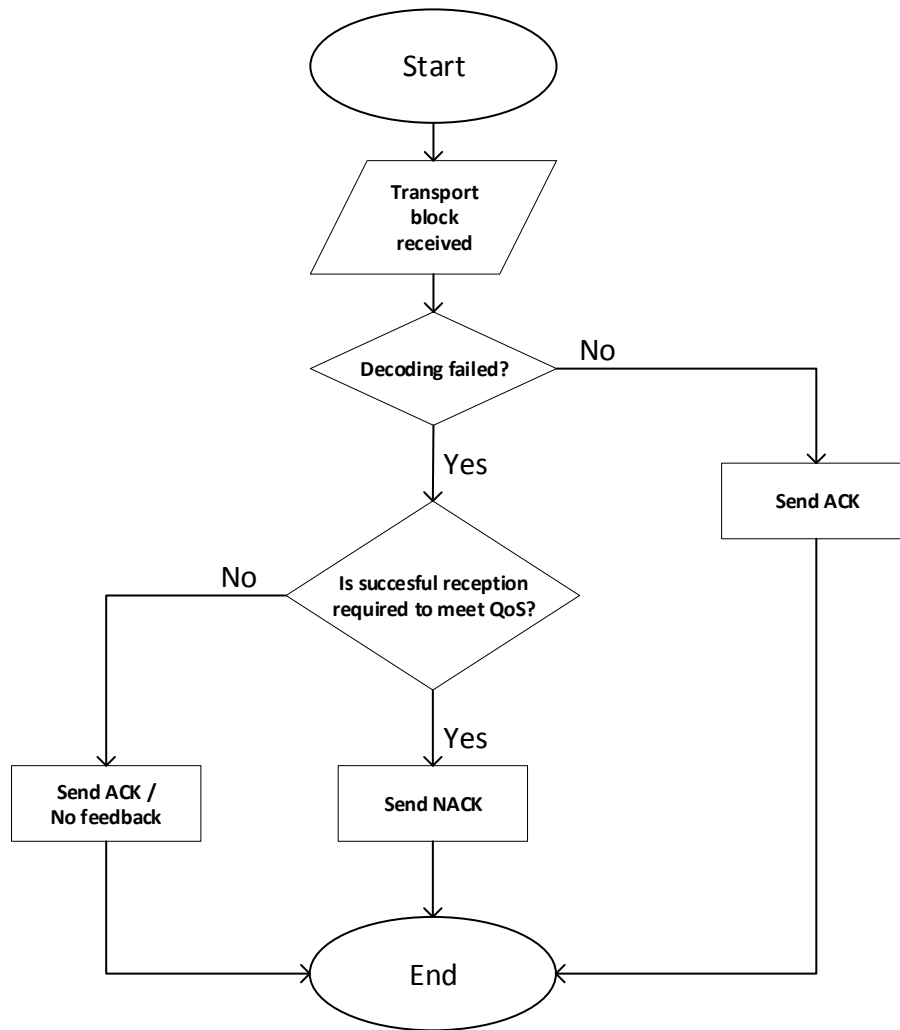 Start
Transport
block
received
Decoding failed?
No
Yes
Send ACK
Is succesful reception
required to meet QoS?
No
Yes
Send ACK /
No feedback
Send NACK
End